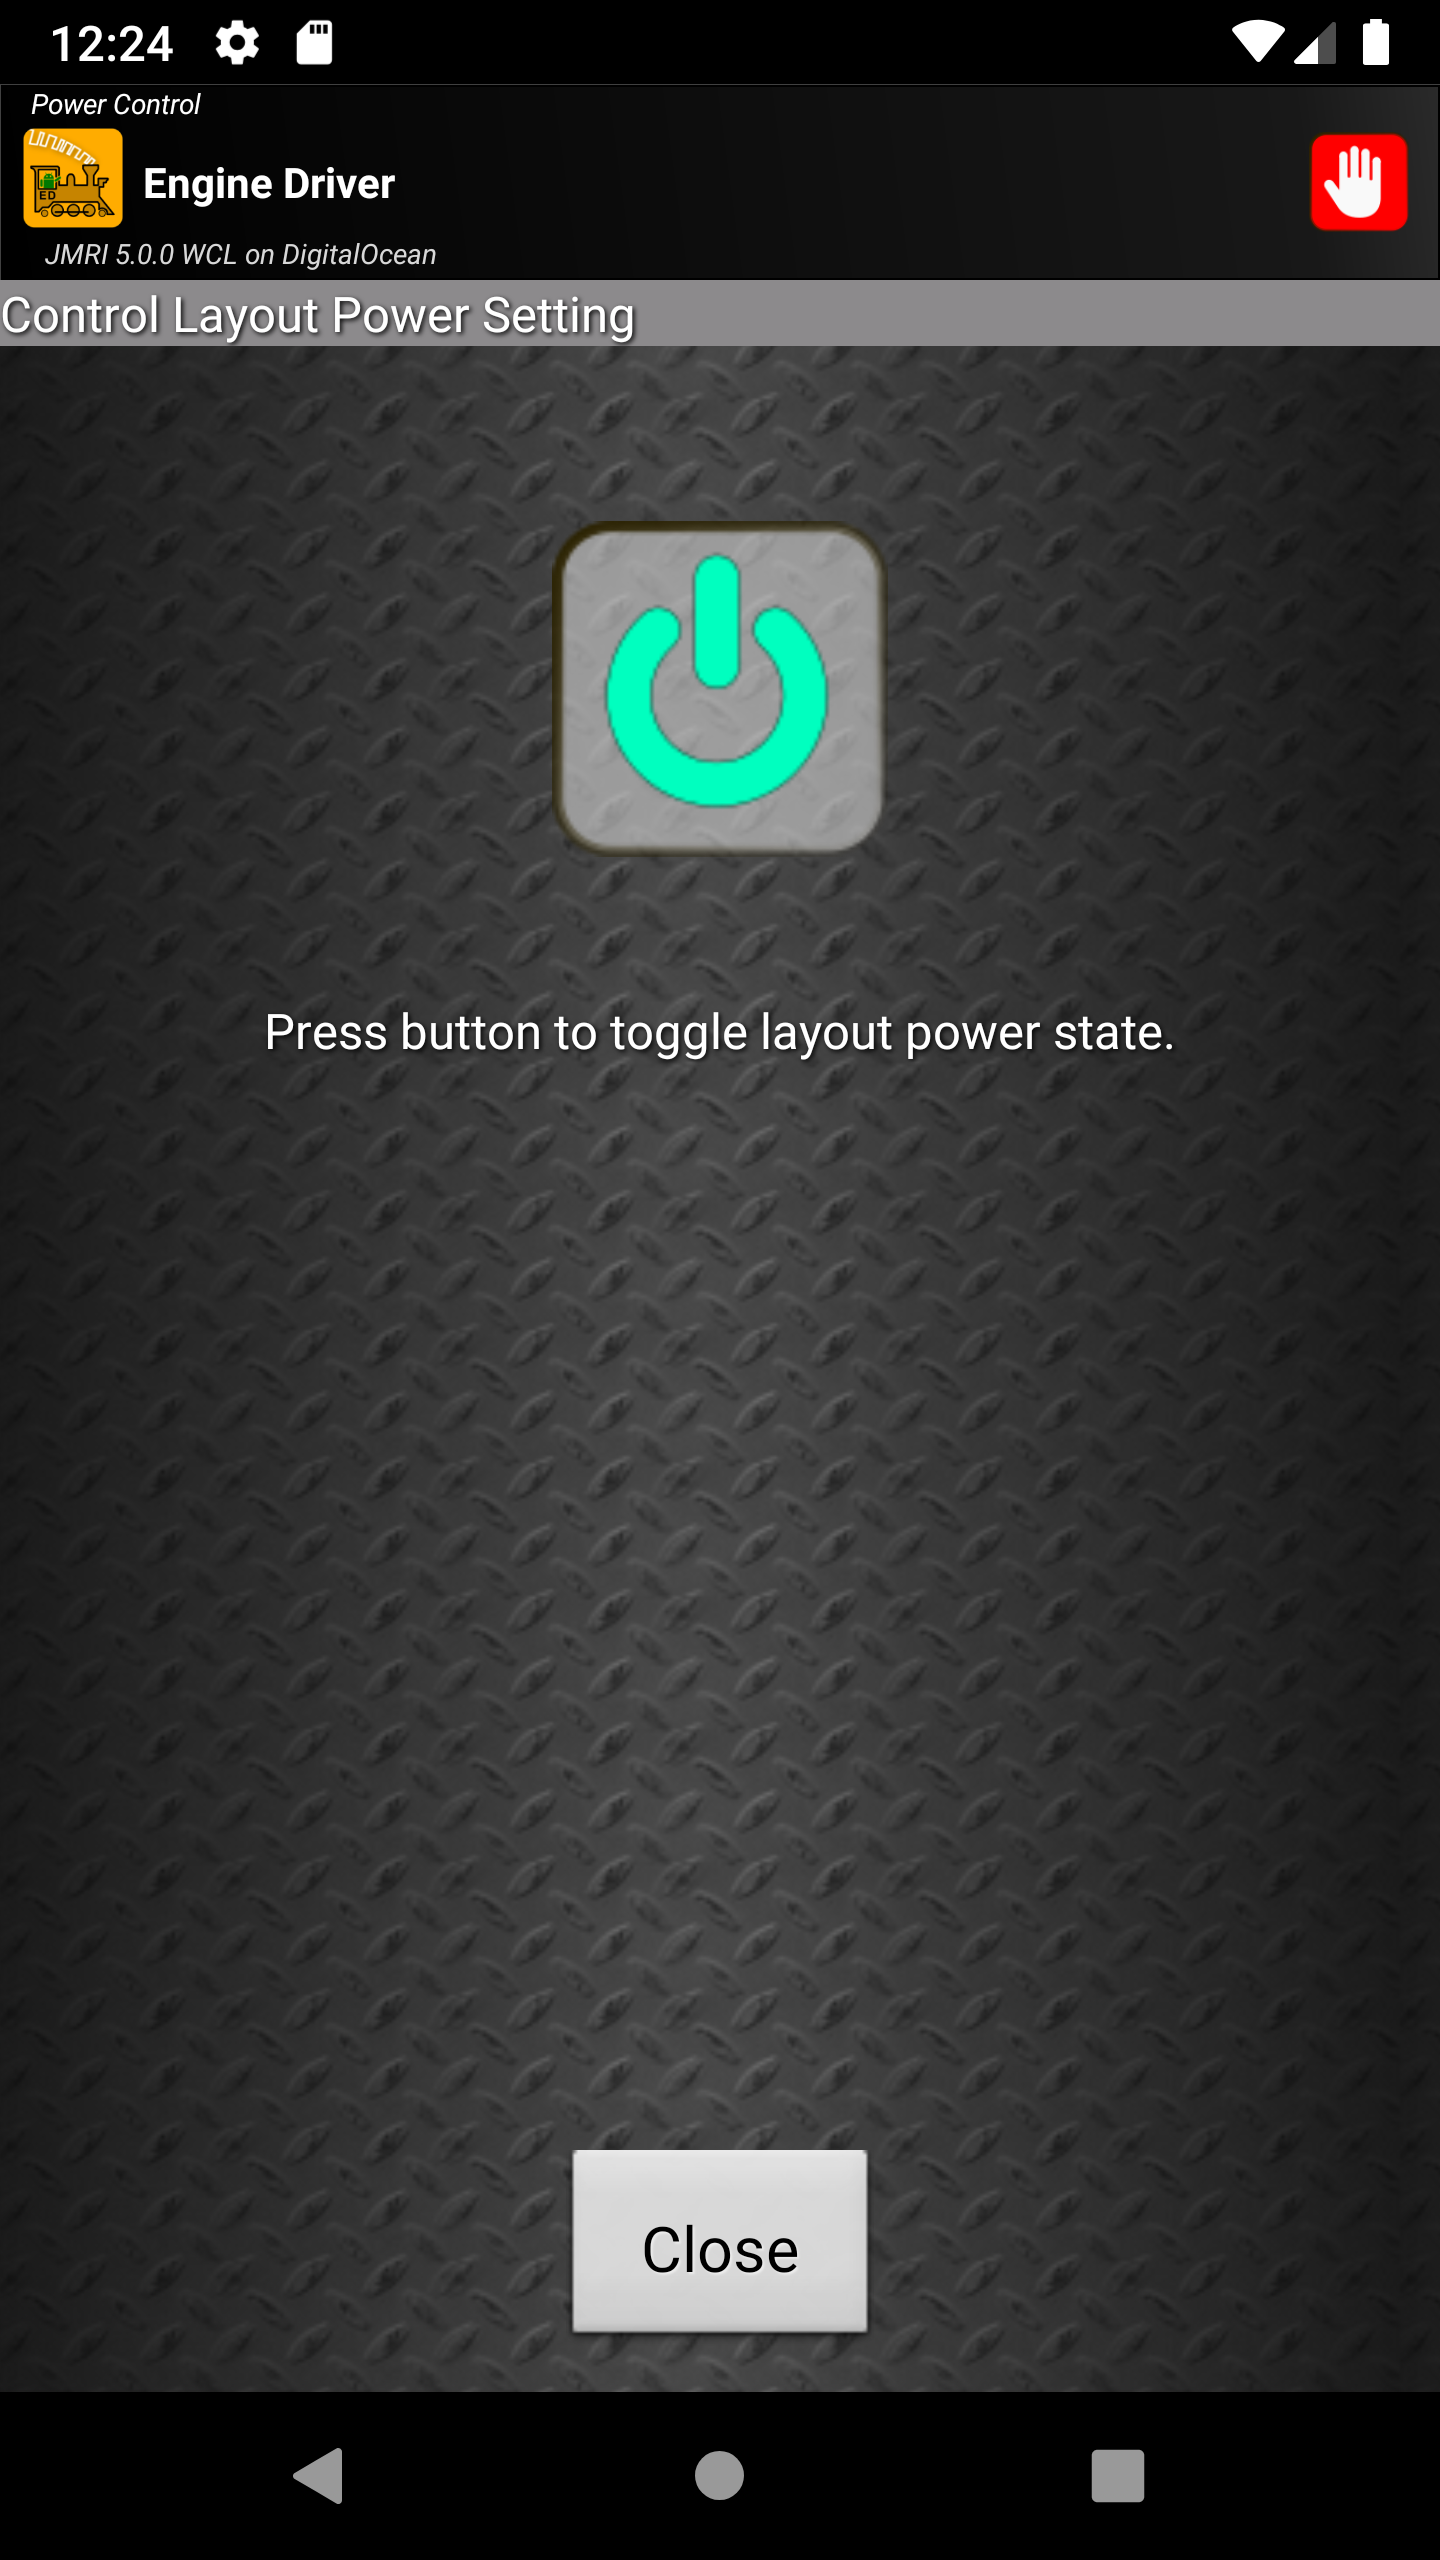 12:24
Power Control
ED
Engine Driver
JMRI 5.0.0 WCL on DigitalOcean
Control Layout Power Setting
Press button to toggle layout power state.
Close